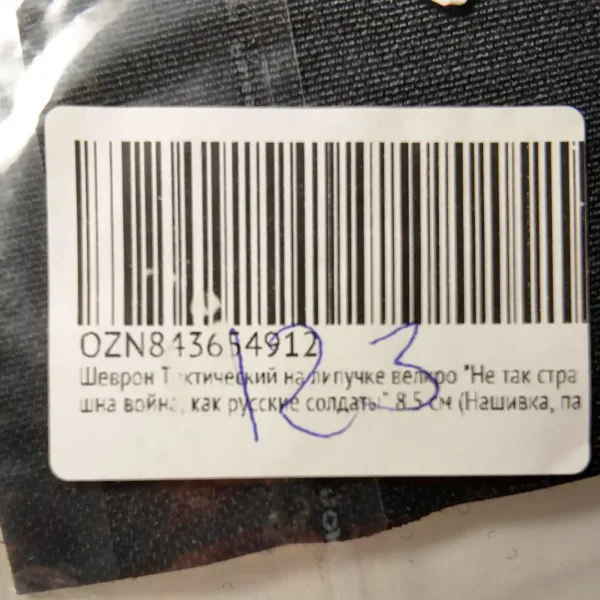 OZN843654912
Шеврон Тактический на липучке велкро "Не так стра
шна война, как русские солдаты" 8.5 см (Нашивка, па
123